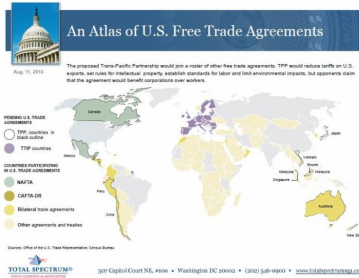 An Atlas of U.S. Free Trade Agreements
Aug. 11, 2015
The proposed Trans-Pacific Partnership would join a roster of other free trade agreements. TPP would reduce tariffs on U.S.
exports, set rules for intellectual property, establish standards for labor and limit environmental impacts, but opponents claim
that the agreement would benefit corporations over workers.
PENDING U.S. TRADE
AGREEMENTS
TPP countries in
black outline
TTIP countries
COUNTRIES PARTICIPATING
IN U.S. TRADE AGREEMENTS
NAFTA
CAFTA-DR
Bilateral trade agreements
Other agreements and treaties
Canada
Mexico
Peru
Chile
Japan
Vietnam
Brunei
Malaysia
Malaysia
Singapore
Australia
New Ze
Sources: Office of the U.S. Trade Representative, Census Bureau
TOTAL SPECTRUM®
507 Capitol Court NE, #100 • Washington DC 20002 • (202) 546-0900 •